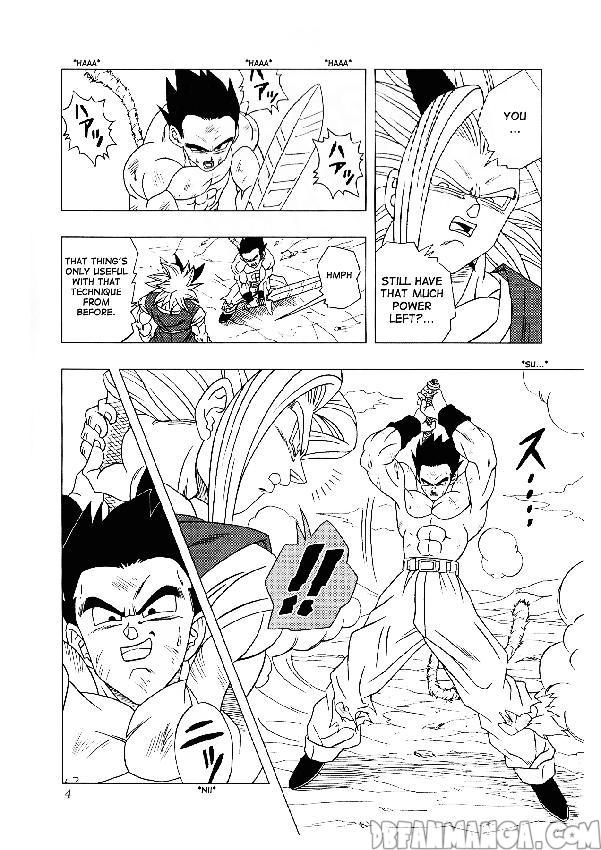 *HAAA*
*HAAA*
*HAAA*
YOU
...
STILL HAVE
THAT MUCH
POWER
LEFT?...
ハアッ
ハアッ
ハアッ
THAT THING'S
ONLY USEFUL
WITH THAT
TECHNIQUE
FROM
BEFORE.
HMPH
*SU...*
ス...
!!
ニッ
*NII*
4
DBFANMANGA.COM